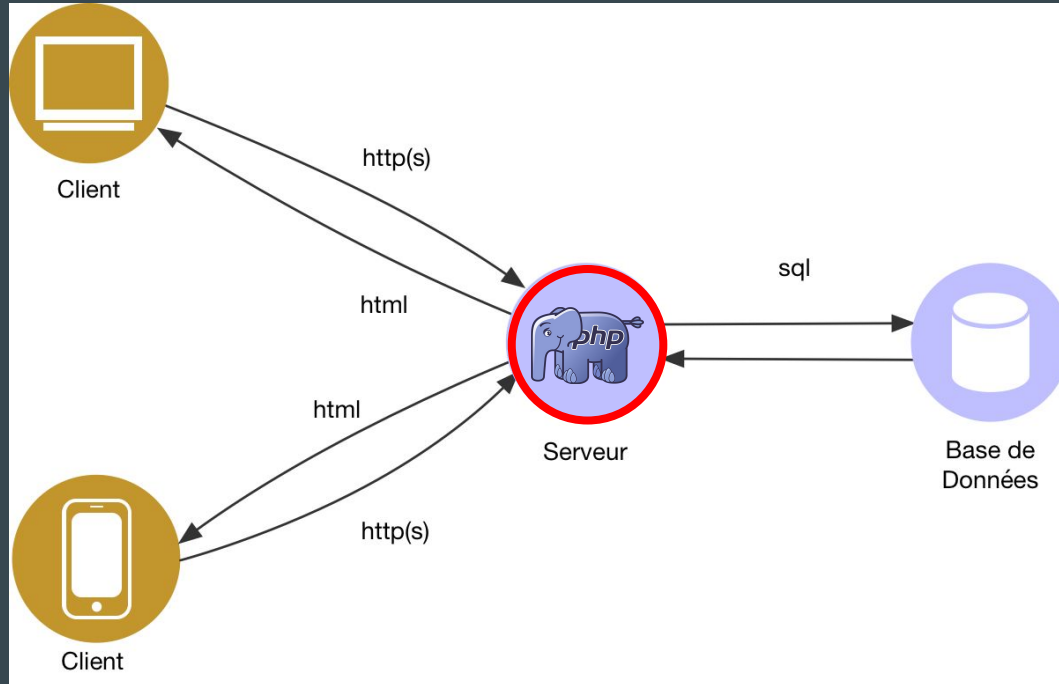 Client
http(s)
html
sql
php
Serveur
html
Base de
Données
http(s)
Client